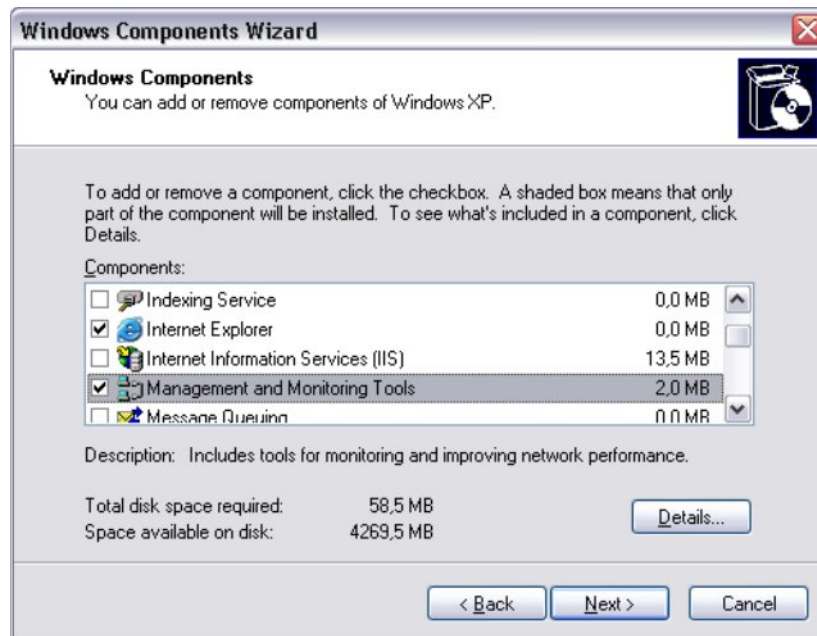 Windows Components Wizard
Windows Components
You can add or remove components of Windows XP.
To add or remove a component, click the checkbox. A shaded box means that only
part of the component will be installed. To see what's included in a component, click
Details.
Components:
Indexing Service 0,0 MB
Internet Explorer 0,0 MB
Internet Information Services (IIS) 13,5 MB
Management and Monitoring Tools 2,0 MB
Message Queuing 0,0 MB
Description: Includes tools for monitoring and improving network performance.
Total disk space required: 58,5 MB
Space available on disk: 4269,5 MB
Details...
< Back Next > Cancel